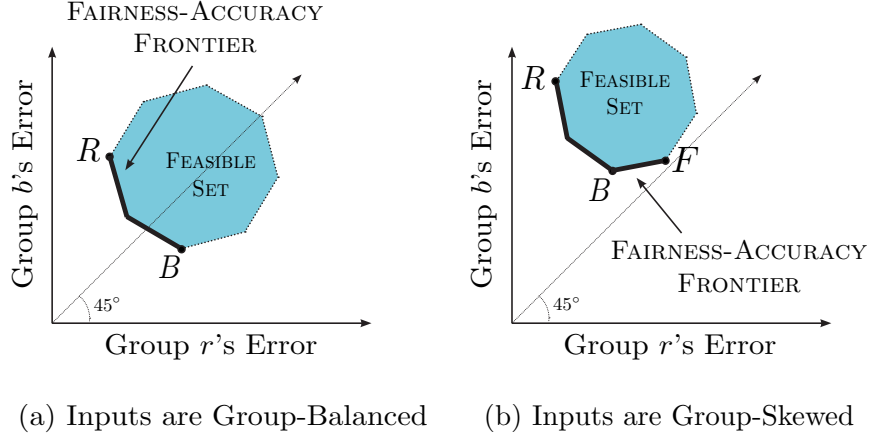 FAIRNESS-ACCURACY
FRONTIER
Group b's Error
R
FEASIBLE
SET
B
45°
Group r's Error
(a) Inputs are Group-Balanced
Group b's Error
R
FEASIBLE
SET
B
F
FAIRNESS-ACCURACY
FRONTIER
45°
Group r's Error
(b) Inputs are Group-Skewed